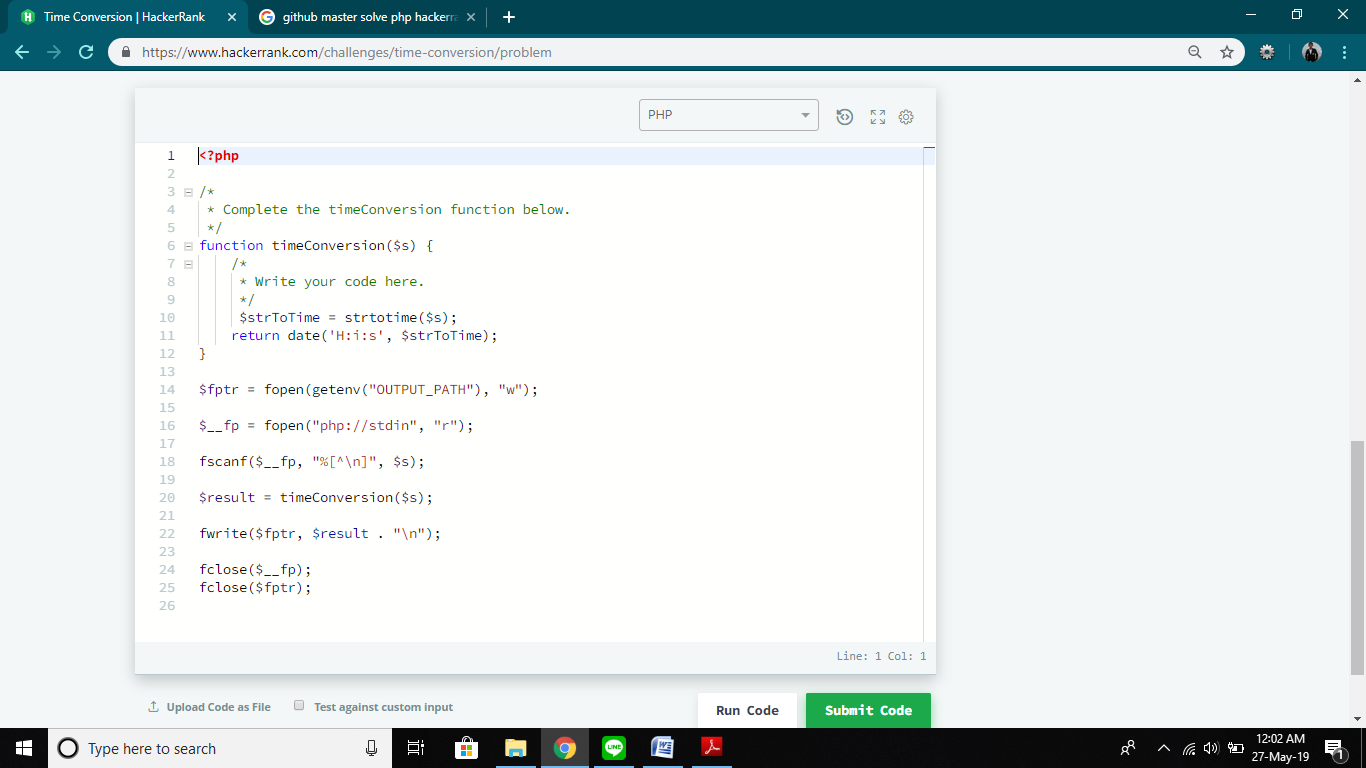 Time Conversion | HackerRank
github master solve php hackerra
https://www.hackerrank.com/challenges/time-conversion/problem
PHP
1 <?php
2
3 /*
4 * Complete the timeConversion function below.
5 */
6 function timeConversion($s) {
7 /*
8 * Write your code here.
9 */
10 $strToTime = strtotime($s);
11 return date('H:i:s', $strToTime);
12 }
13
14 $fptr = fopen(getenv("OUTPUT_PATH"), "w");
15
16 $__fp = fopen("php://stdin", "r");
17
18 fscanf($__fp, "%[^\n]", $s);
19
20 $result = timeConversion($s);
21
22 fwrite($fptr, $result . "\n");
23
24 fclose($__fp);
25 fclose($fptr);
26
Line: 1 Col: 1
Upload Code as File
Test against custom input
Run Code
Submit Code
Type here to search
LINE
12:02 AM
27-May-19
1